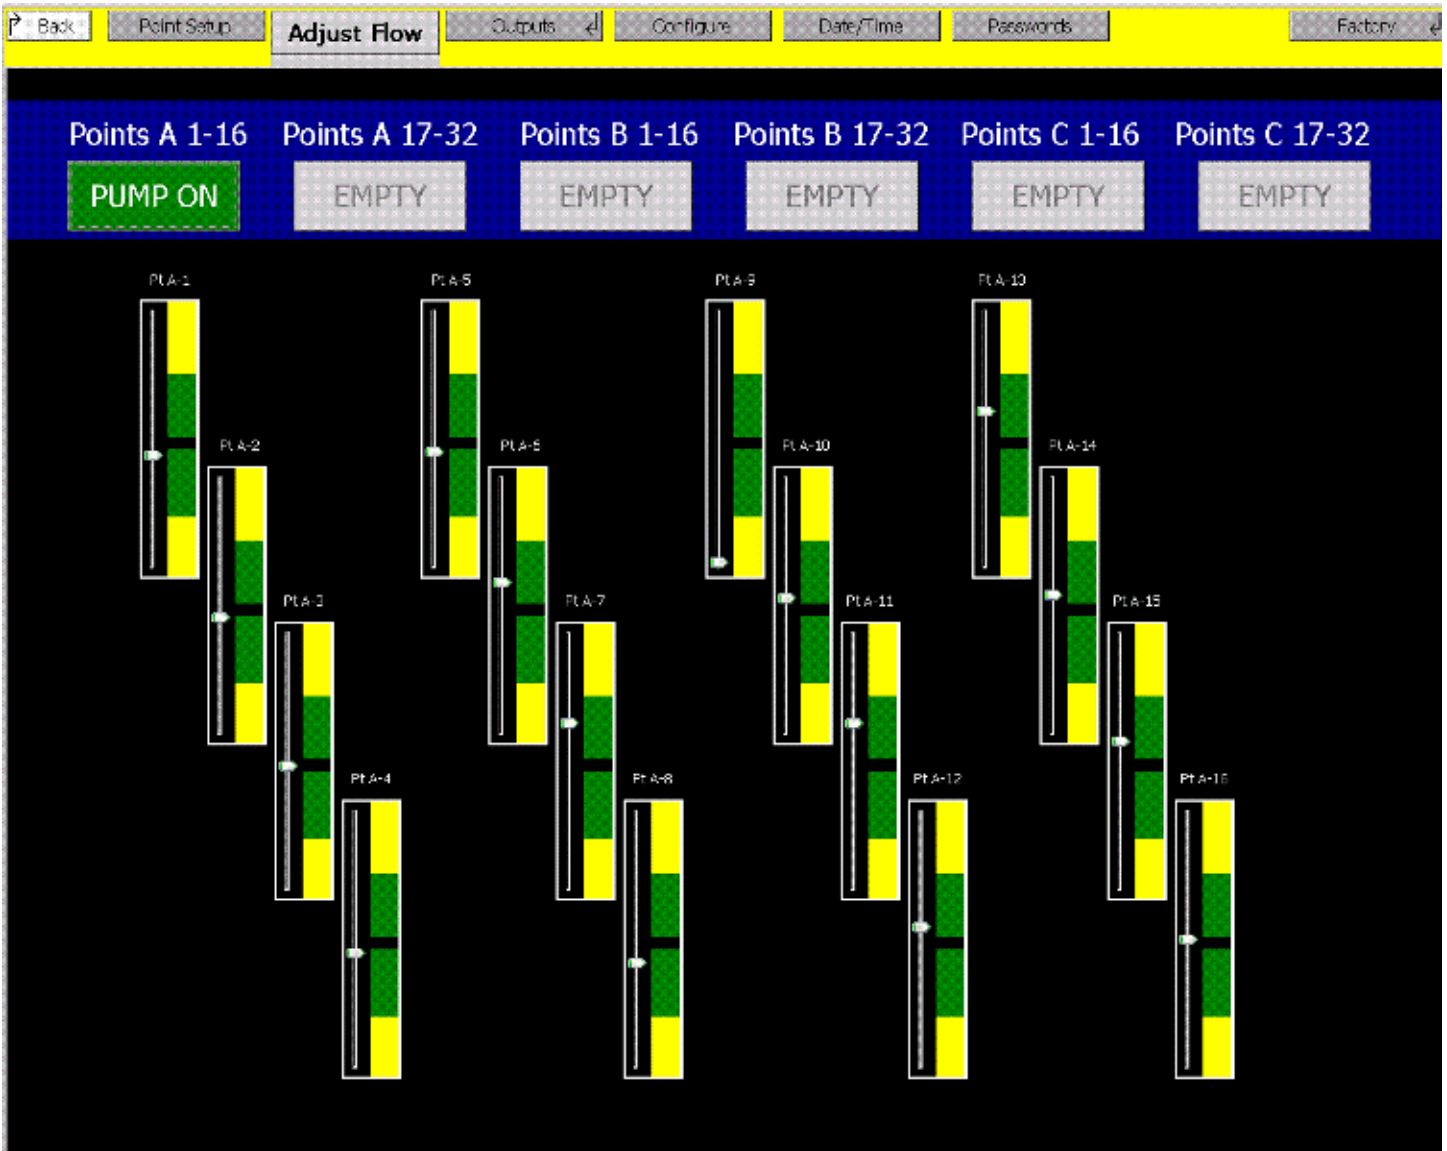 Back Point Setup Adjust Flow Outputs Configure Date/Time Passwords Factory
Points A 1-16 Points A 17-32 Points B 1-16 Points B 17-32 Points C 1-16 Points C 17-32
PUMP ON EMPTY EMPTY EMPTY EMPTY EMPTY
Pt A-1 Pt A-5 Pt A-9 Pt A-13
Pt A-2 Pt A-6 Pt A-10 Pt A-14
Pt A-3 Pt A-7 Pt A-11 Pt A-15
Pt A-4 Pt A-8 Pt A-12 Pt A-16